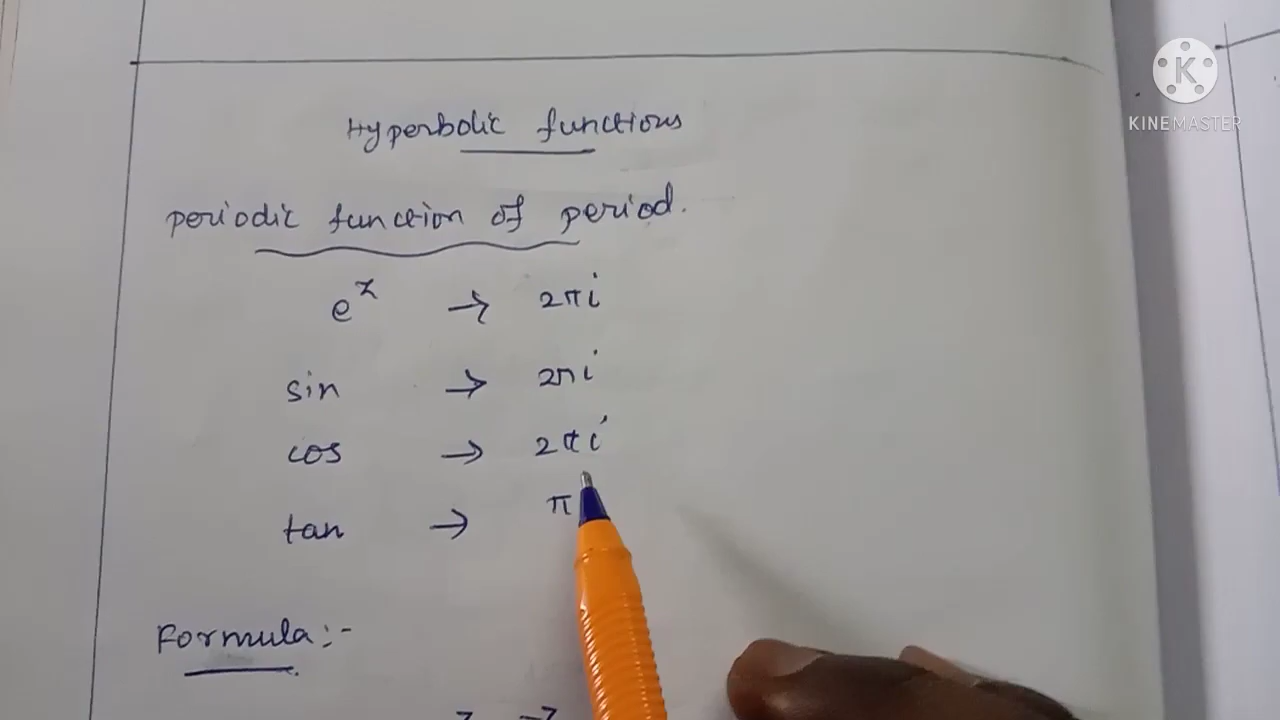 Hyperbolic functions
periodic function of period.
e^z → 2πi
sin → 2πi
cos → 2πi
tan → π
Formula:-
K
KINEMASTER